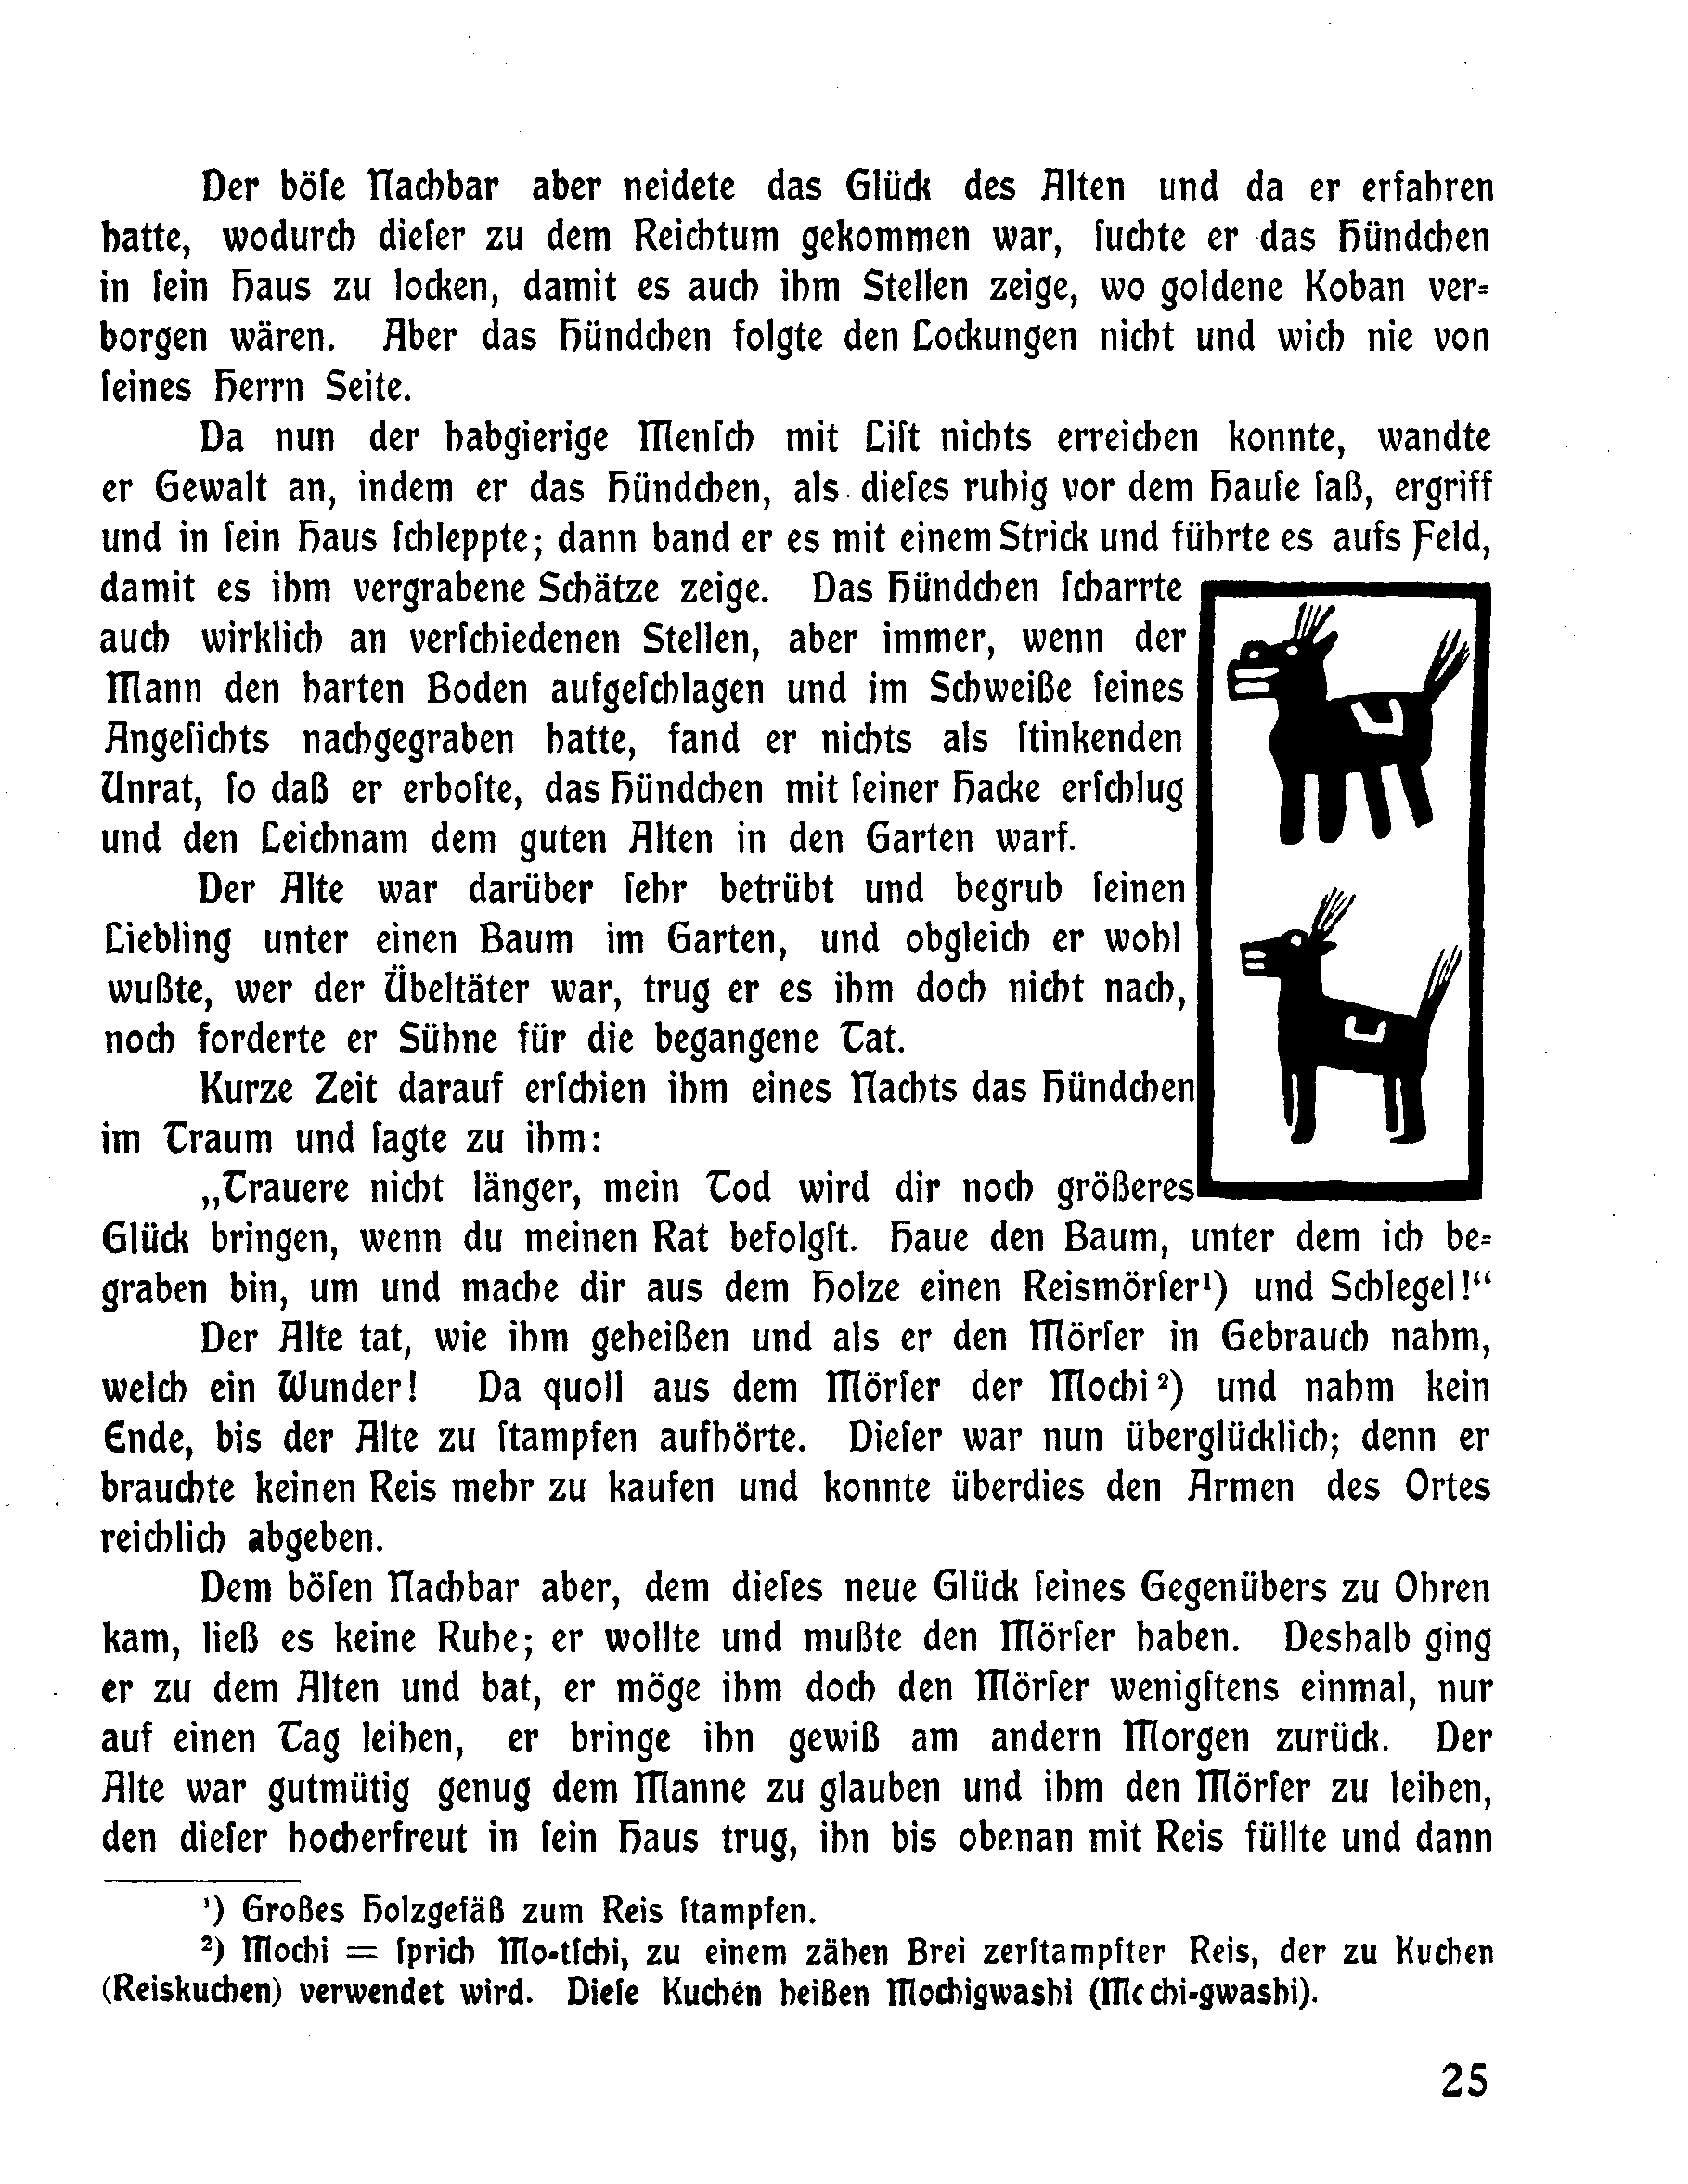 Der böſe Nachbar aber neidete das Glück des Alten und da er erfahren
hatte, wodurch dieſer zu dem Reichtum gekommen war, ſuchte er das Hündchen
in ſein Haus zu locken, damit es auch ihm Stellen zeige, wo goldene Koban ver=
borgen wären. Aber das Hündchen folgte den Lockungen nicht und wich nie von
ſeines Herrn Seite.
Da nun der habgierige Menſch mit Liſt nichts erreichen konnte, wandte
er Gewalt an, indem er das Hündchen, als dieſes ruhig vor dem Hauſe ſaß, ergriff
und in ſein Haus ſchleppte; dann band er es mit einem Strick und führte es aufs Feld,
damit es ihm vergrabene Schätze zeige. Das Hündchen ſcharrte
auch wirklich an verſchiedenen Stellen, aber immer, wenn der
Mann den harten Boden aufgeſchlagen und im Schweiße ſeines
Angeſichts nachgegraben hatte, fand er nichts als ſtinkenden
Unrat, ſo daß er erboſte, das Hündchen mit ſeiner Hacke erſchlug
und den Leichnam dem guten Alten in den Garten warf.
Der Alte war darüber ſehr betrübt und begrub ſeinen
Liebling unter einen Baum im Garten, und obgleich er wohl
wußte, wer der Übeltäter war, trug er es ihm doch nicht nach,
noch forderte er Sühne für die begangene Tat.
Kurze Zeit darauf erſchien ihm eines Nachts das Hündchen
im Traum und ſagte zu ihm:
„Trauere nicht länger, mein Tod wird dir noch größeres
Glück bringen, wenn du meinen Rat befolgſt. Haue den Baum, unter dem ich be=
graben bin, um und mache dir aus dem Holze einen Reismörſer¹) und Schlegel!“
Der Alte tat, wie ihm geheißen und als er den Mörſer in Gebrauch nahm,
welch ein Wunder! Da quoll aus dem Mörſer der Mochi²) und nahm kein
Ende, bis der Alte zu ſtampfen aufhörte. Dieſer war nun überglücklich; denn er
brauchte keinen Reis mehr zu kaufen und konnte überdies den Armen des Ortes
reichlich abgeben.
Dem böſen Nachbar aber, dem dieſes neue Glück ſeines Gegenübers zu Ohren
kam, ließ es keine Ruhe; er wollte und mußte den Mörſer haben. Deshalb ging
er zu dem Alten und bat, er möge ihm doch den Mörſer wenigſtens einmal, nur
auf einen Tag leihen, er bringe ihn gewiß am andern Morgen zurück. Der
Alte war gutmütig genug dem Manne zu glauben und ihm den Mörſer zu leihen,
den dieſer hocherfreut in ſein Haus trug, ihn bis obenan mit Reis füllte und dann
¹) Großes Holzgefäß zum Reis ſtampfen.
²) Mochi = ſprich Mo-tſchi, zu einem zähen Brei zerſtampfter Reis, der zu Kuchen
(Reiskuchen) verwendet wird. Dieſe Kuchen heißen Mochigwashi (Mochi-gwashi).
25